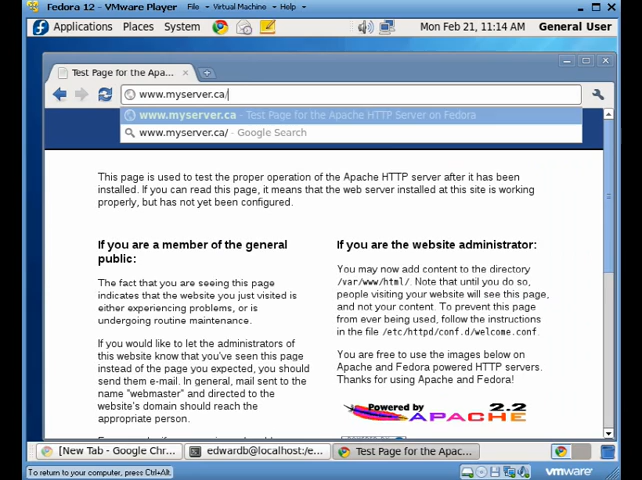 Fedora 12 - VMware Player File Virtual Machine Help
Applications Places System Mon Feb 21, 11:14 AM General User
Test Page for the Apa...
www.myserver.ca/
www.myserver.ca - Test Page for the Apache HTTP Server on Fedora
www.myserver.ca/ - Google Search
This page is used to test the proper operation of the Apache HTTP server after it has been
installed. If you can read this page, it means that the web server installed at this site is working
properly, but has not yet been configured.
If you are a member of the general
public:
The fact that you are seeing this page
indicates that the website you just visited is
either experiencing problems, or is
undergoing routine maintenance.
If you would like to let the administrators of
this website know that you've seen this page
instead of the page you expected, you should
send them e-mail. In general, mail sent to the
name "webmaster" and directed to the
website's domain should reach the
appropriate person.
If you are the website administrator:
You may now add content to the directory
/var/www/html/. Note that until you do so,
people visiting your website will see this page,
and not your content. To prevent this page
from ever being used, follow the instructions
in the file /etc/httpd/conf.d/welcome.conf.
You are free to use the images below on
Apache and Fedora powered HTTP servers.
Thanks for using Apache and Fedora!
Powered by
APACHE 2.2
[New Tab - Google Chr... edwardb@localhost:/e... Test Page for the Apac...
To return to your computer, press Ctrl+Alt. vmware